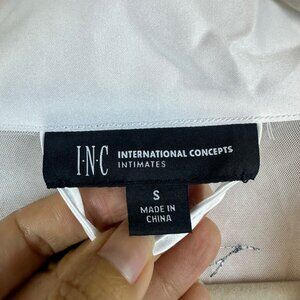 I·N·C INTERNATIONAL CONCEPTS
INTIMATES
S
MADE IN
CHINA